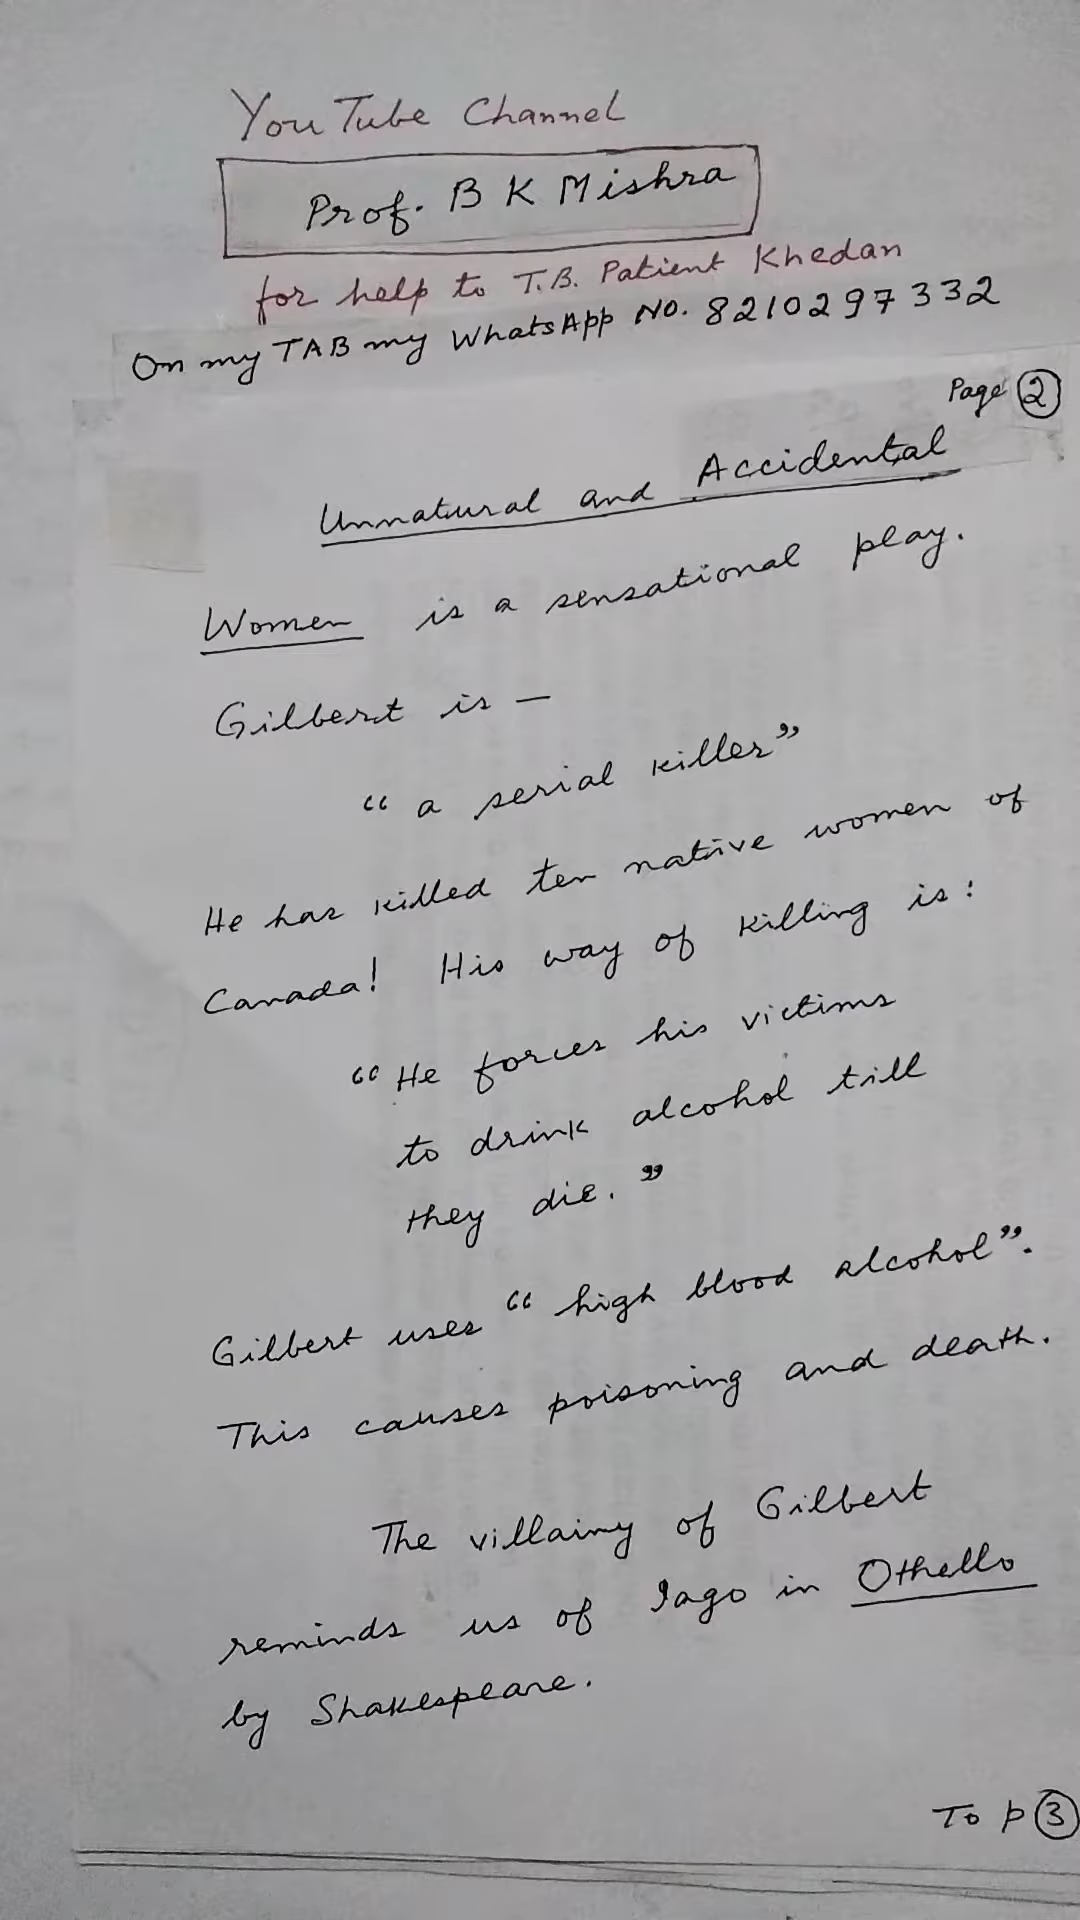 YouTube Channel
Prof. B K Mishra
for help to T.B. Patient Khedan
On my TAB my WhatsApp NO. 8210297332
Page 2
Unnatural and Accidental
Women is a sensational play.
Gilbert is —
“ a serial killer”
He has killed ten native women of
Canada! His way of killing is:
“ He forces his victims
to drink alcohol till
they die. ”
Gilbert uses “ high blood alcohol”.
This causes poisoning and death.
The villainy of Gilbert
reminds us of Iago in Othello
by Shakespeare.
To p 3